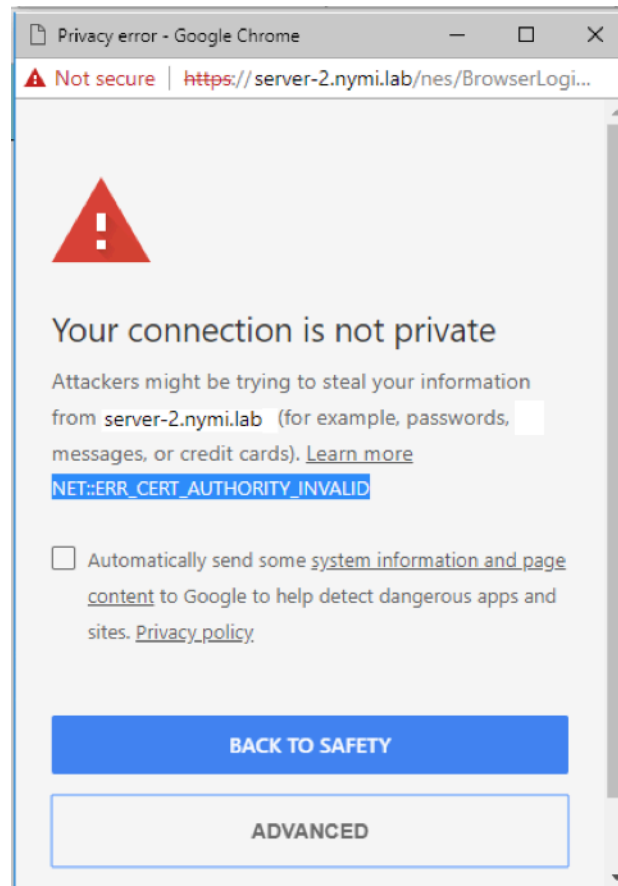 Privacy error - Google Chrome
Not secure | https://server-2.nymi.lab/nes/BrowserLogi...
Your connection is not private
Attackers might be trying to steal your information
from server-2.nymi.lab (for example, passwords,
messages, or credit cards). Learn more
NET::ERR_CERT_AUTHORITY_INVALID
Automatically send some system information and page
content to Google to help detect dangerous apps and
sites. Privacy policy
BACK TO SAFETY
ADVANCED